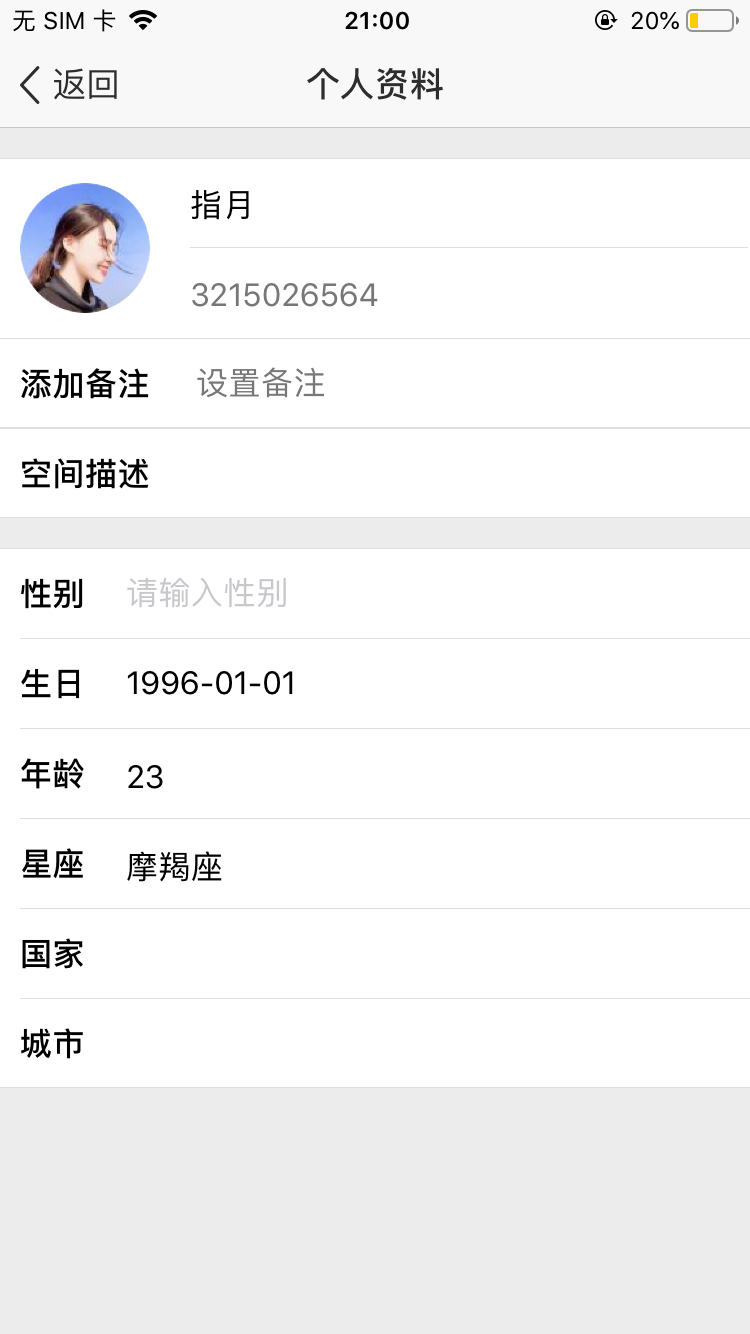 无 SIM 卡 21:00 20%
返回 个人资料
指月
3215026564
添加备注 设置备注
空间描述
性别 请输入性别
生日 1996-01-01
年龄 23
星座 摩羯座
国家
城市